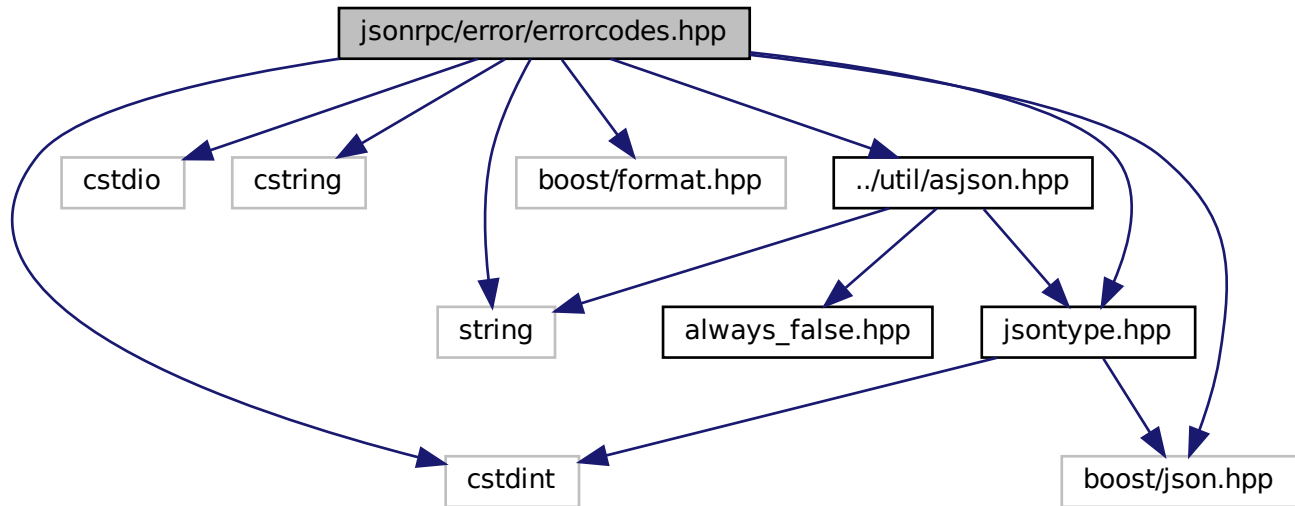 jsonrpc/error/errorcodes.hpp
cstdio
cstring
boost/format.hpp
../util/asjson.hpp
string
always_false.hpp
jsontype.hpp
cstdint
boost/json.hpp